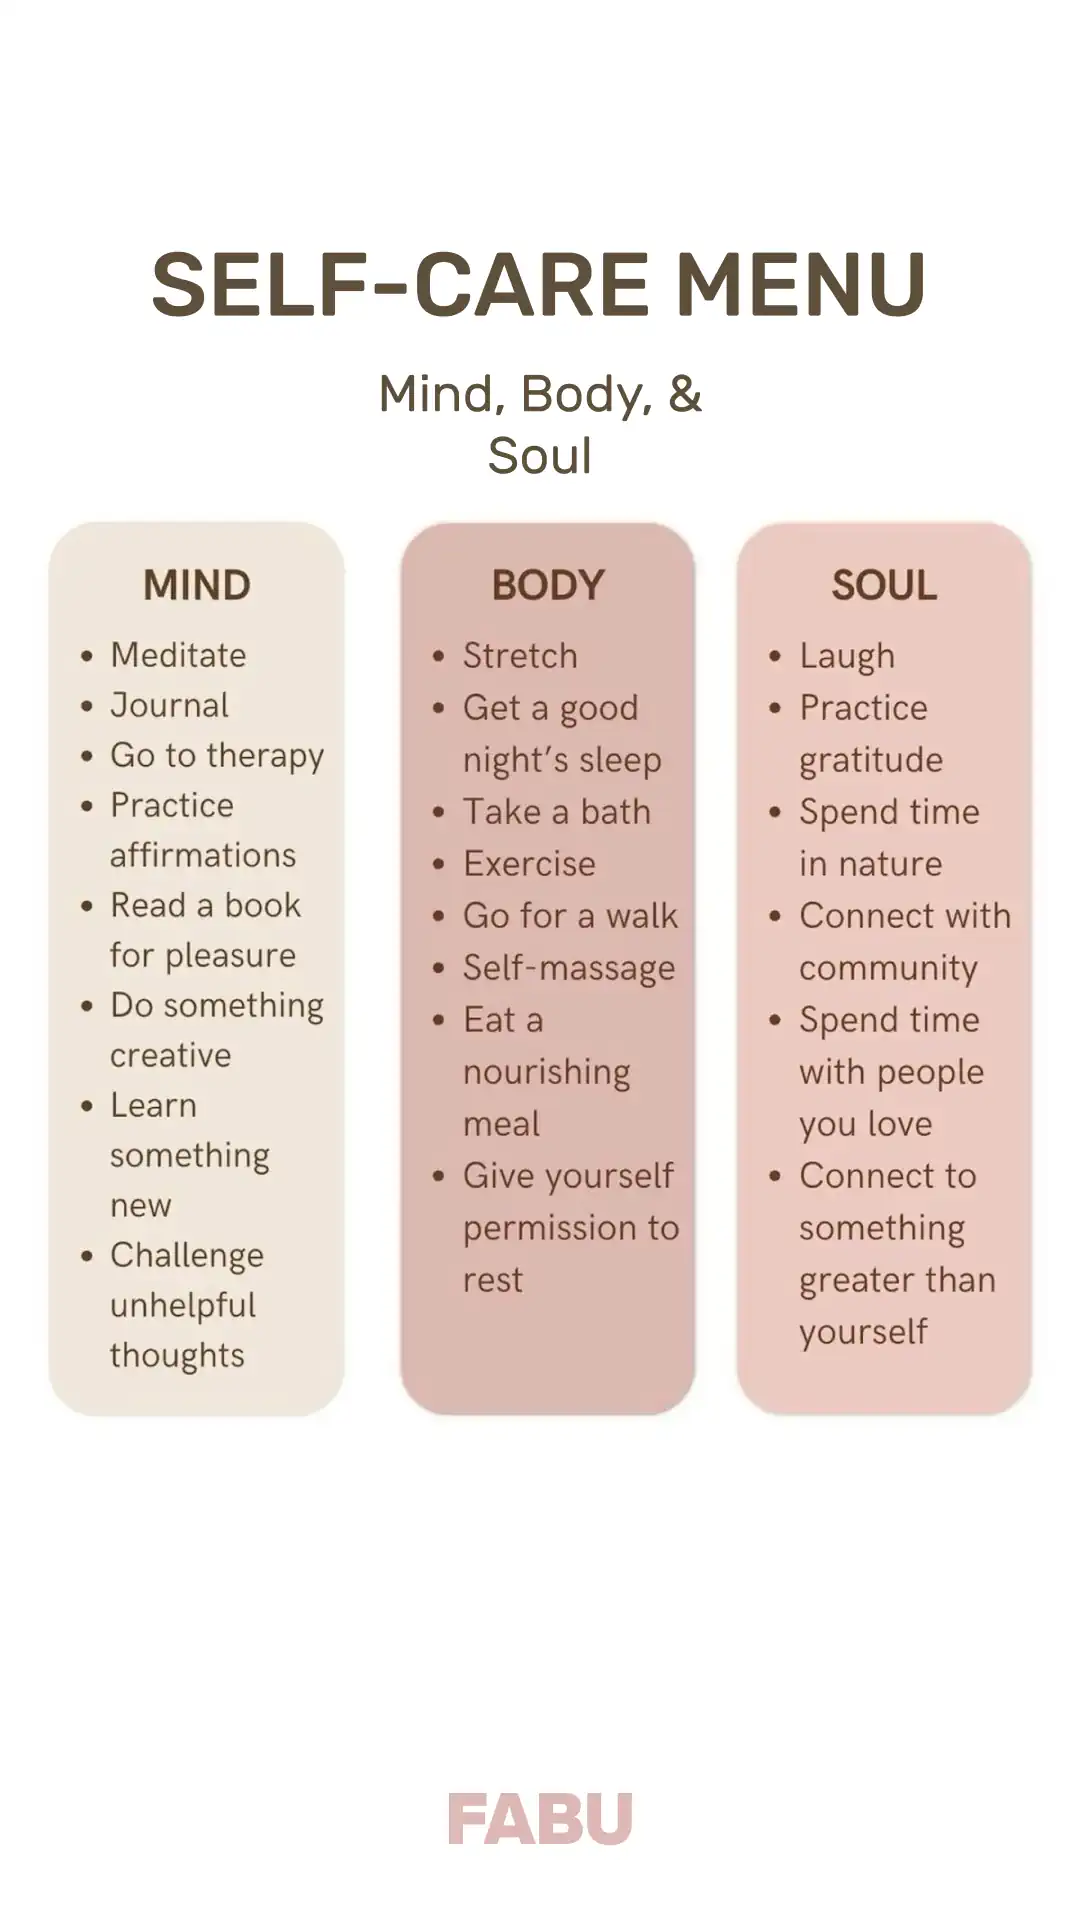 SELF-CARE MENU
Mind, Body, &
Soul
MIND
• Meditate
• Journal
• Go to therapy
• Practice
affirmations
• Read a book
for pleasure
• Do something
creative
• Learn
something
new
• Challenge
unhelpful
thoughts
BODY
• Stretch
• Get a good
night's sleep
• Take a bath
• Exercise
• Go for a walk
• Self-massage
• Eat a
nourishing
meal
• Give yourself
permission to
rest
SOUL
• Laugh
• Practice
gratitude
• Spend time
in nature
• Connect with
community
• Spend time
with people
you love
• Connect to
something
greater than
yourself
FABU